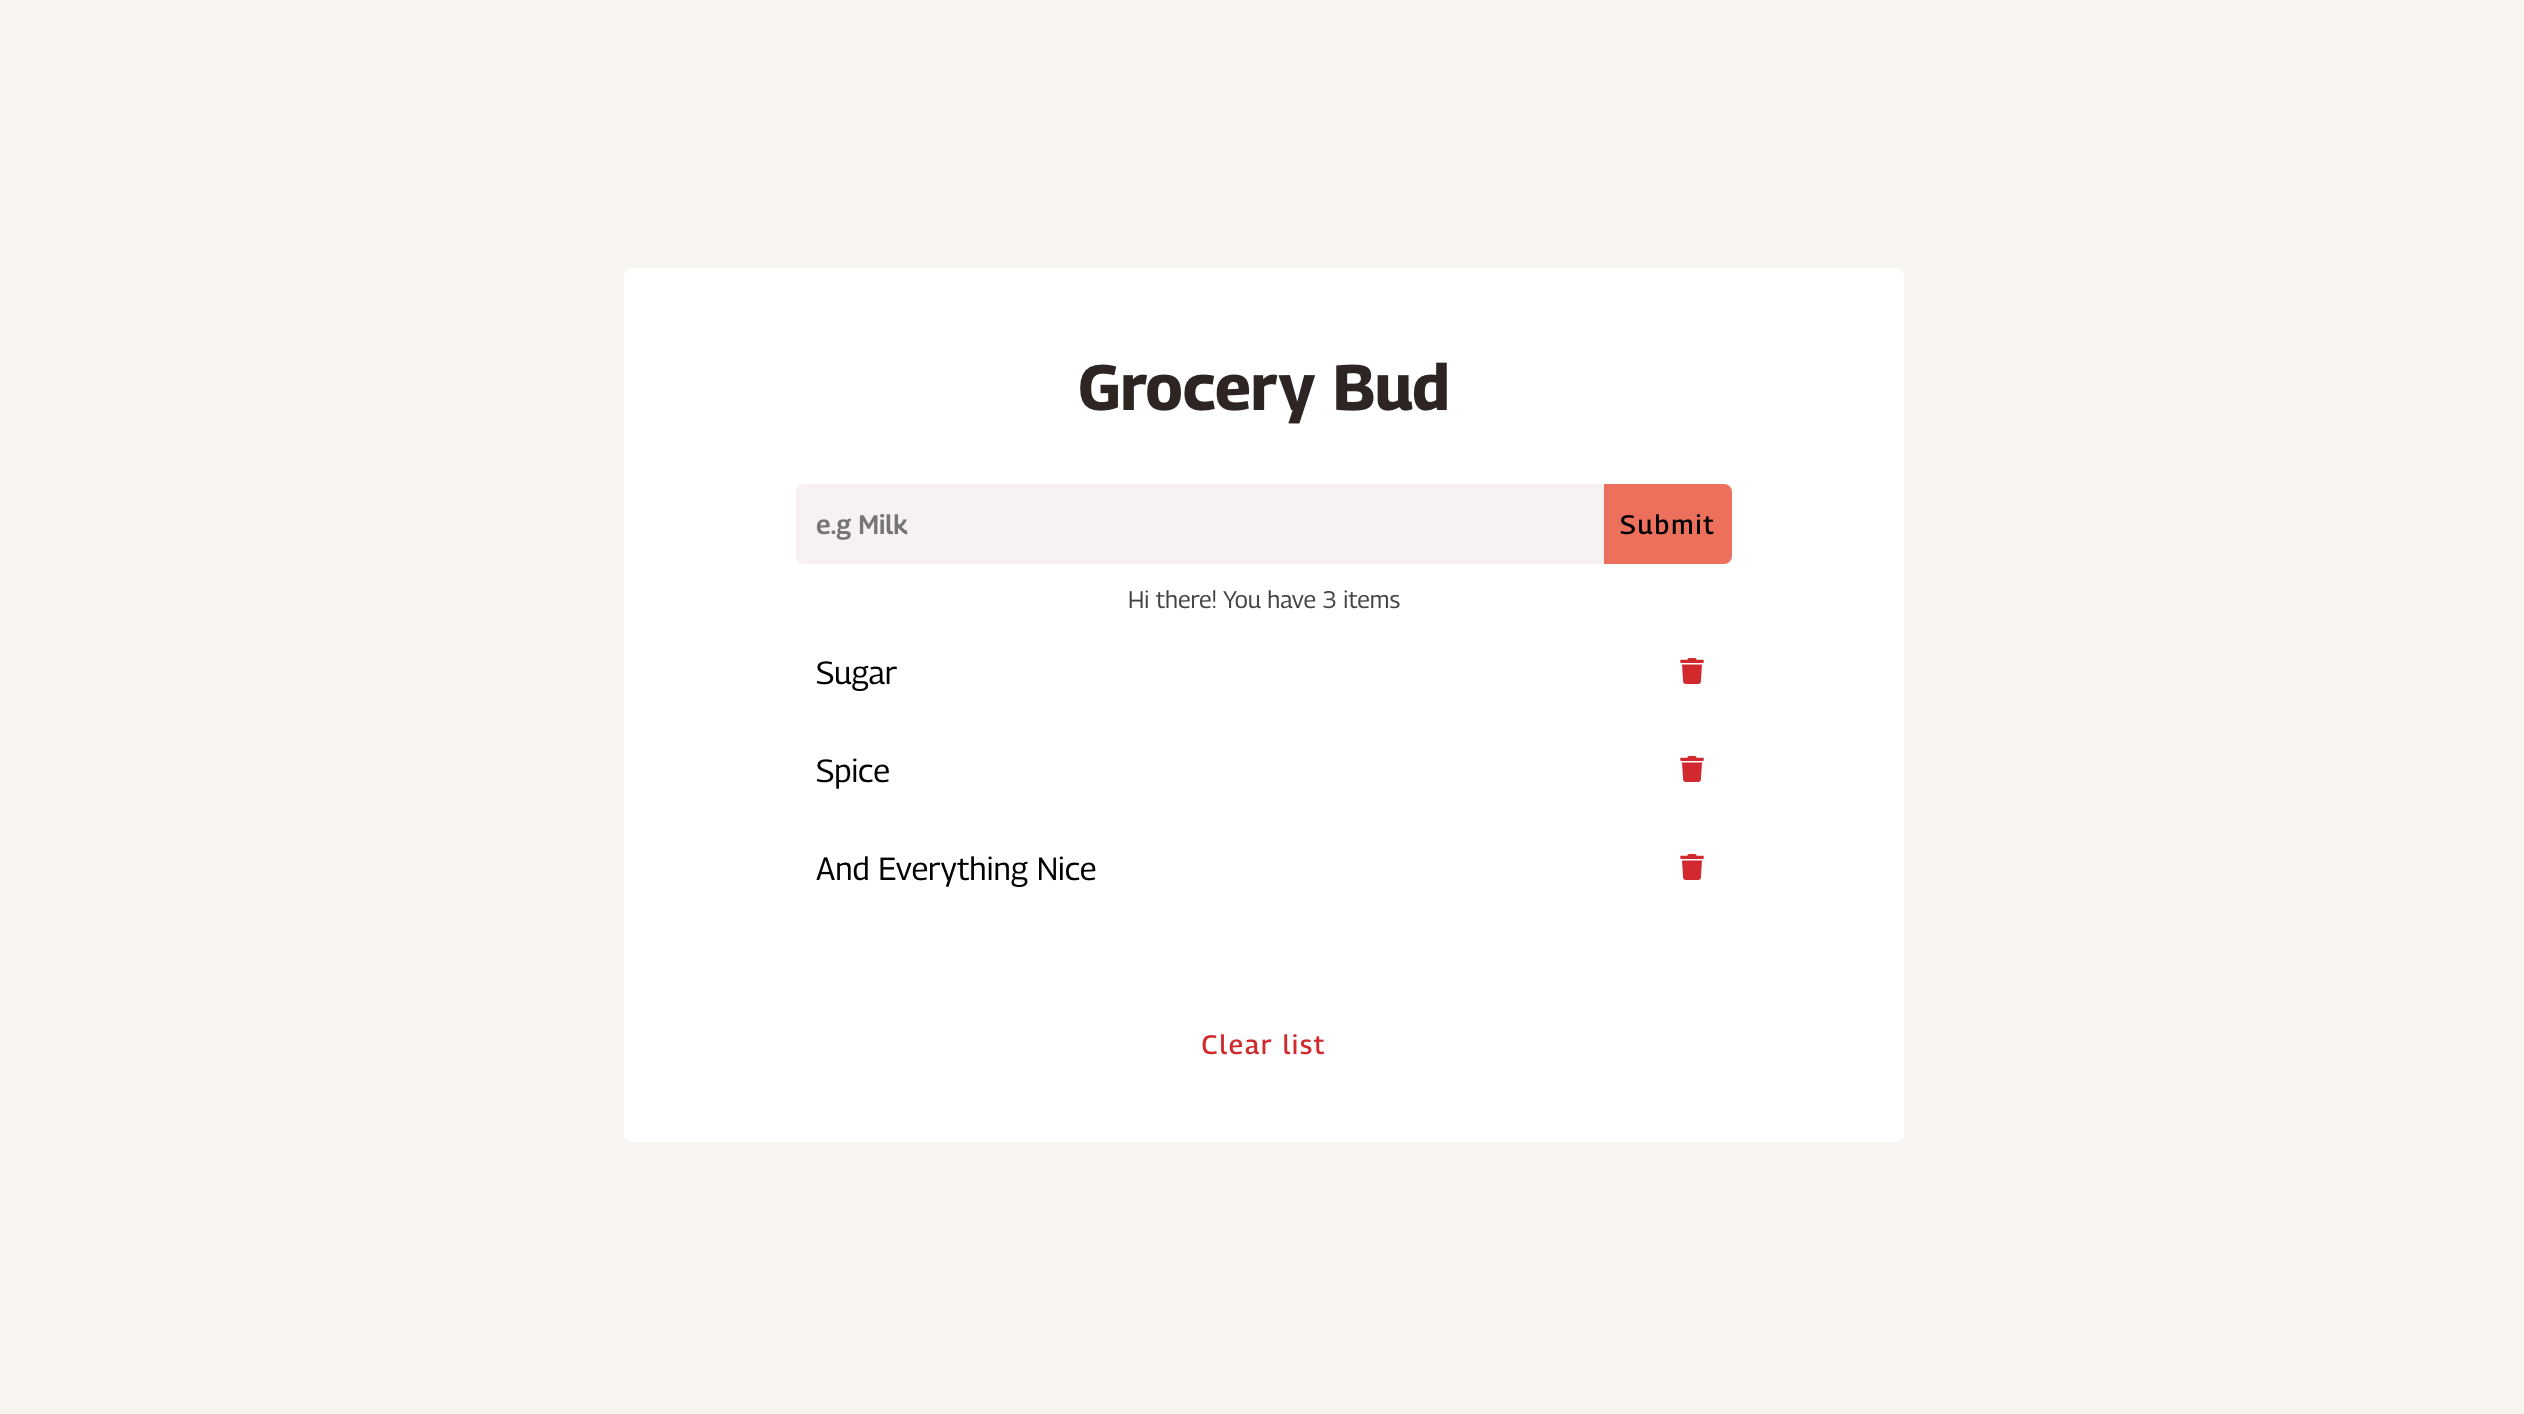 Grocery Bud
e.g Milk
Submit
Hi there! You have 3 items
Sugar
Spice
And Everything Nice
Clear list